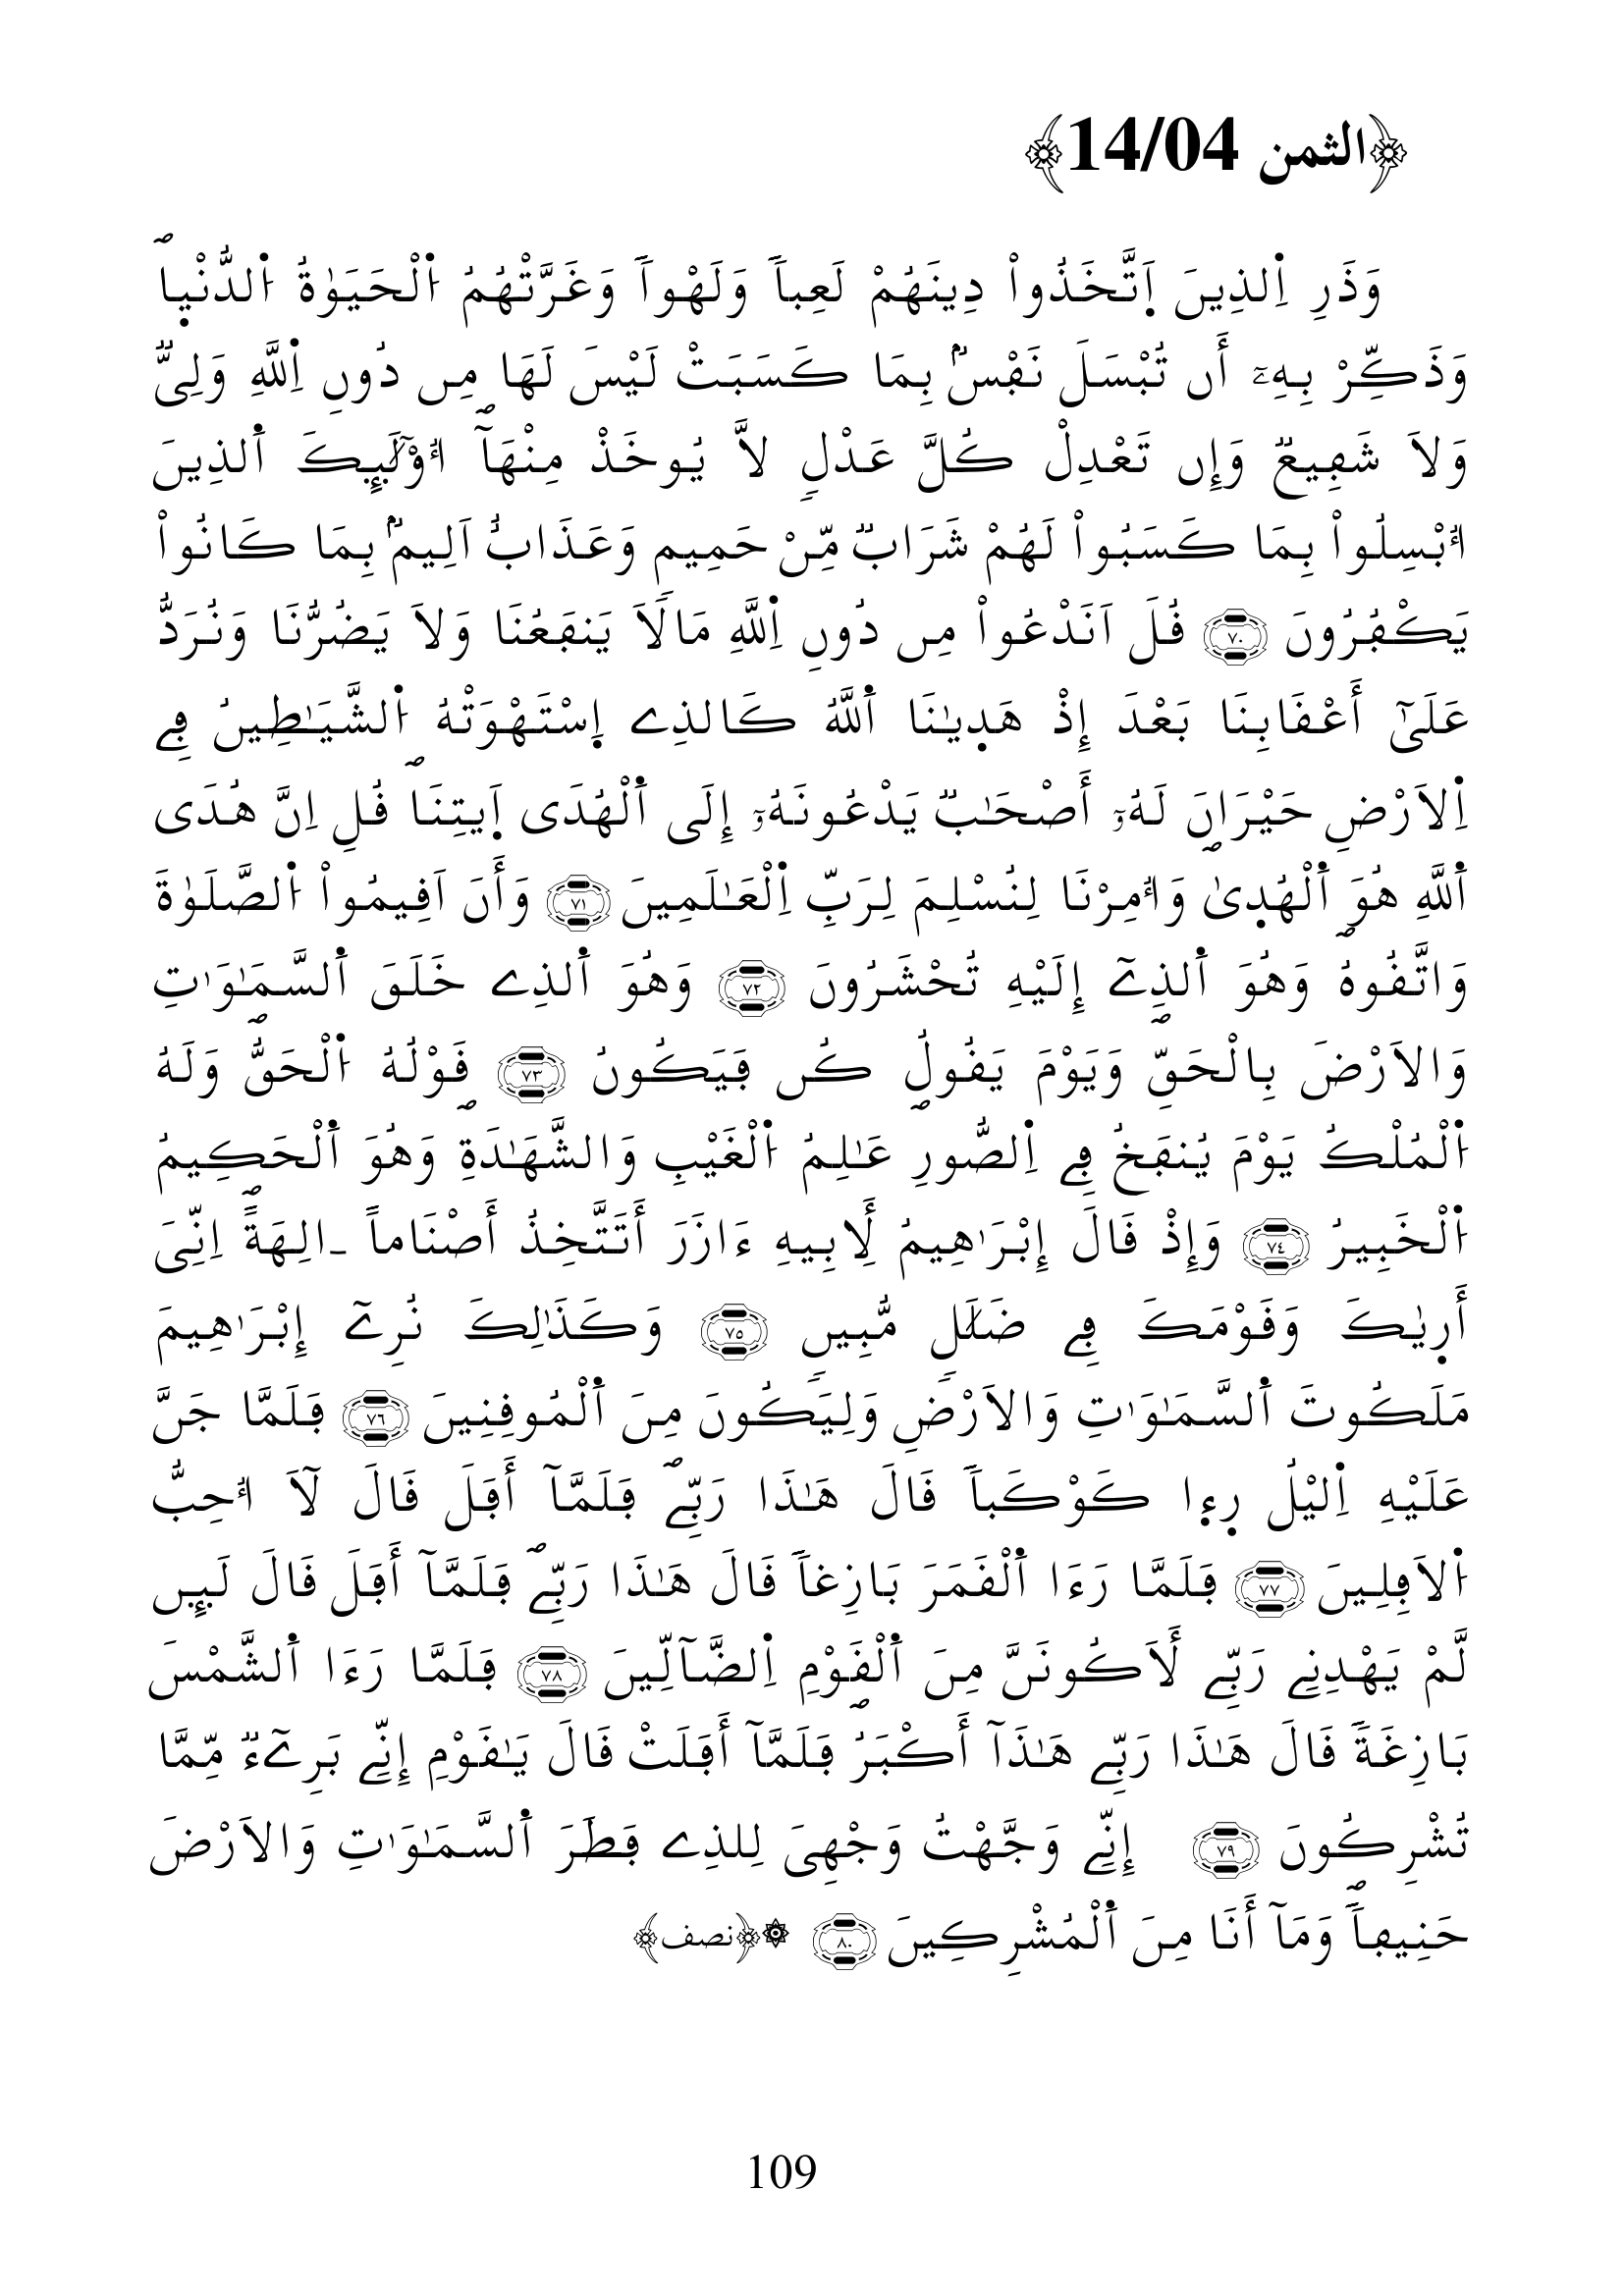 ﴿الثمن 14/04﴾
وَذَرِ اِ۬لذِينَ اَ۪تَّخَذُواْ دِينَهُمْ لَعِباٗ وَلَهْواٗ وَغَرَّتْهُمُ اُ۬لْحَيَوٰةُ اُ۬لدُّنْي۪اۖ
وَذَكِّرْ بِهِۦٓ أَن تُبْسَلَ نَفْسُۢ بِمَا كَسَبَتْ لَيْسَ لَهَا مِن دُونِ اِ۬للَّهِ وَلِيّٞ
وَلَا شَفِيعٞۖ وَإِن تَعْدِلْ كُلَّ عَدْلٖ لَّا يُوخَذْ مِنْهَآۖ أُوْلَٰٓئِكَ اَ۬لذِينَ
أُبْسِلُواْ بِمَا كَسَبُواْ لَهُمْ شَرَابٞ مِّنْ حَمِيمٖ وَعَذَابٌ اَلِيمُۢ بِمَا كَانُواْ
يَكْفُرُونَ ٧٠ قُلَ اَنَدْعُواْ مِن دُونِ اِ۬للَّهِ مَا لَا يَنفَعُنَا وَلَا يَضُرُّنَا وَنُرَدُّ
عَلَىٰٓ أَعْقَابِنَا بَعْدَ إِذْ هَد۪يٰنَا اَ۬للَّهُ كَالذِے اِ۪سْتَهْوَتْهُ اُ۬لشَّيَٰطِينُ فِے
اِ۬لَارْضِ حَيْرَانَۖ لَهُۥٓ أَصْحَٰبٞ يَدْعُونَهُۥٓ إِلَى اَ۬لْهُدَى اَ۪يتِنَاۖ قُلِ اِنَّ هُدَى
اَ۬للَّهِ هُوَ اَ۬لْهُد۪ىٰۖ وَأُمِرْنَا لِنُسْلِمَ لِرَبِّ اِ۬لْعَٰلَمِينَ ٧١ وَأَنَ اَقِيمُواْ اُ۬لصَّلَوٰةَ
وَاتَّقُوهُ وَهُوَ اَ۬لذِےٓ إِلَيْهِ تُحْشَرُونَ ٧٢ وَهُوَ اَ۬لذِے خَلَقَ اَ۬لسَّمَٰوَٰتِ
وَالَارْضَ بِالْحَقِّۖ وَيَوْمَ يَقُولُ كُن فَيَكُونُۖ ٧٣ قَوْلُهُ اُ۬لْحَقُّۖ وَلَهُ
اُ۬لْمُلْكُ يَوْمَ يُنفَخُ فِے اِ۬لصُّورِۖ عَٰلِمُ اُ۬لْغَيْبِ وَالشَّهَٰدَةِ وَهُوَ اَ۬لْحَكِيمُ
اُ۬لْخَبِيرُ ٧٤ وَإِذْ قَالَ إِبْرَٰهِيمُ لِأَبِيهِ ءَازَرَ أَتَتَّخِذُ أَصْنَاماً ـالِهَةًۖ اِنِّيَ
أَر۪يٰكَ وَقَوْمَكَ فِے ضَلَٰلٖ مُّبِينٖ ٧٥ وَكَذَٰلِكَ نُرِےٓ إِبْرَٰهِيمَ
مَلَكُوتَ اَ۬لسَّمَٰوَٰتِ وَالَارْضِ وَلِيَكُونَ مِنَ اَ۬لْمُوقِنِينَ ٧٦ فَلَمَّا جَنَّ
عَلَيْهِ اِ۬ليْلُ ر۪ء۪ا كَوْكَباٗ قَالَ هَٰذَا رَبِّےۖ فَلَمَّآ أَفَلَ قَالَ لَآ أُحِبُّ
اُ۬لَافِلِينَ ٧٧ فَلَمَّا رَءَا اَ۬لْقَمَرَ بَازِغاٗ قَالَ هَٰذَا رَبِّےۖ فَلَمَّآ أَفَلَ قَالَ لَئِن
لَّمْ يَهْدِنِے رَبِّے لَأَكُونَنَّ مِنَ اَ۬لْقَوْمِ اِ۬لضَّآلِّينَ ٧٨ فَلَمَّا رَءَا اَ۬لشَّمْسَ
بَازِغَةٗ قَالَ هَٰذَا رَبِّے هَٰذَآ أَكْبَرُۖ فَلَمَّآ أَفَلَتْ قَالَ يَٰقَوْمِ إِنِّے بَرِےٓءٞ مِّمَّا
تُشْرِكُونَ ٧٩ إِنِّے وَجَّهْتُ وَجْهِيَ لِلذِے فَطَرَ اَ۬لسَّمَٰوَٰتِ وَالَارْضَ
حَنِيفاٗۖ وَمَآ أَنَا مِنَ اَ۬لْمُشْرِكِينَ ٨٠ ۞﴿نصف﴾
109